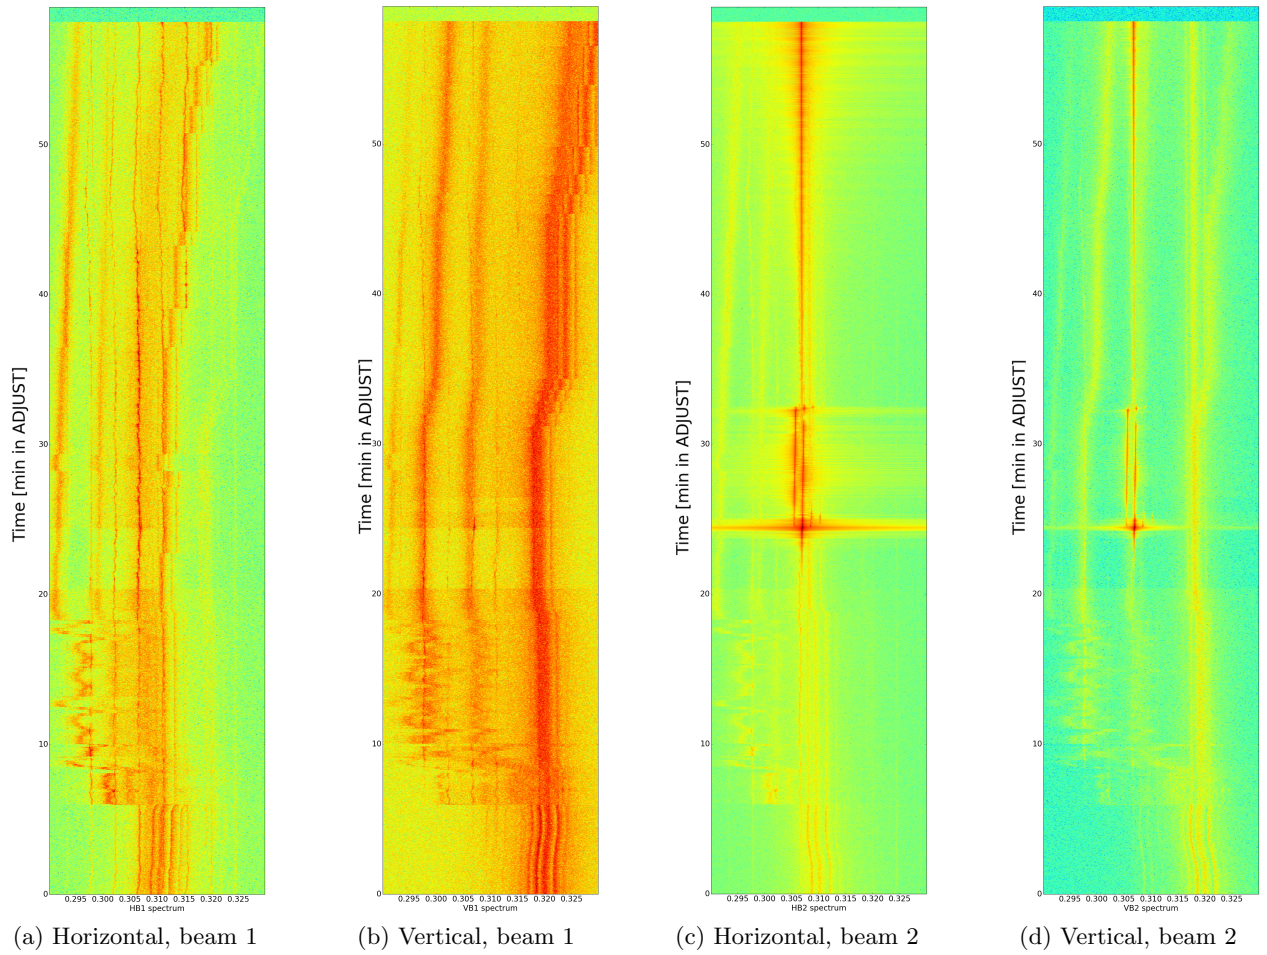 50
40
30
20
10
0
Time [min in ADJUST]
0.295 0.300 0.305 0.310 0.315 0.320 0.325
HB1 spectrum
(a) Horizontal, beam 1
50
40
30
20
10
0
Time [min in ADJUST]
0.295 0.300 0.305 0.310 0.315 0.320 0.325
VB1 spectrum
(b) Vertical, beam 1
50
40
30
20
10
0
Time [min in ADJUST]
0.295 0.300 0.305 0.310 0.315 0.320 0.325
HB2 spectrum
(c) Horizontal, beam 2
50
40
30
20
10
0
Time [min in ADJUST]
0.295 0.300 0.305 0.310 0.315 0.320 0.325
VB2 spectrum
(d) Vertical, beam 2